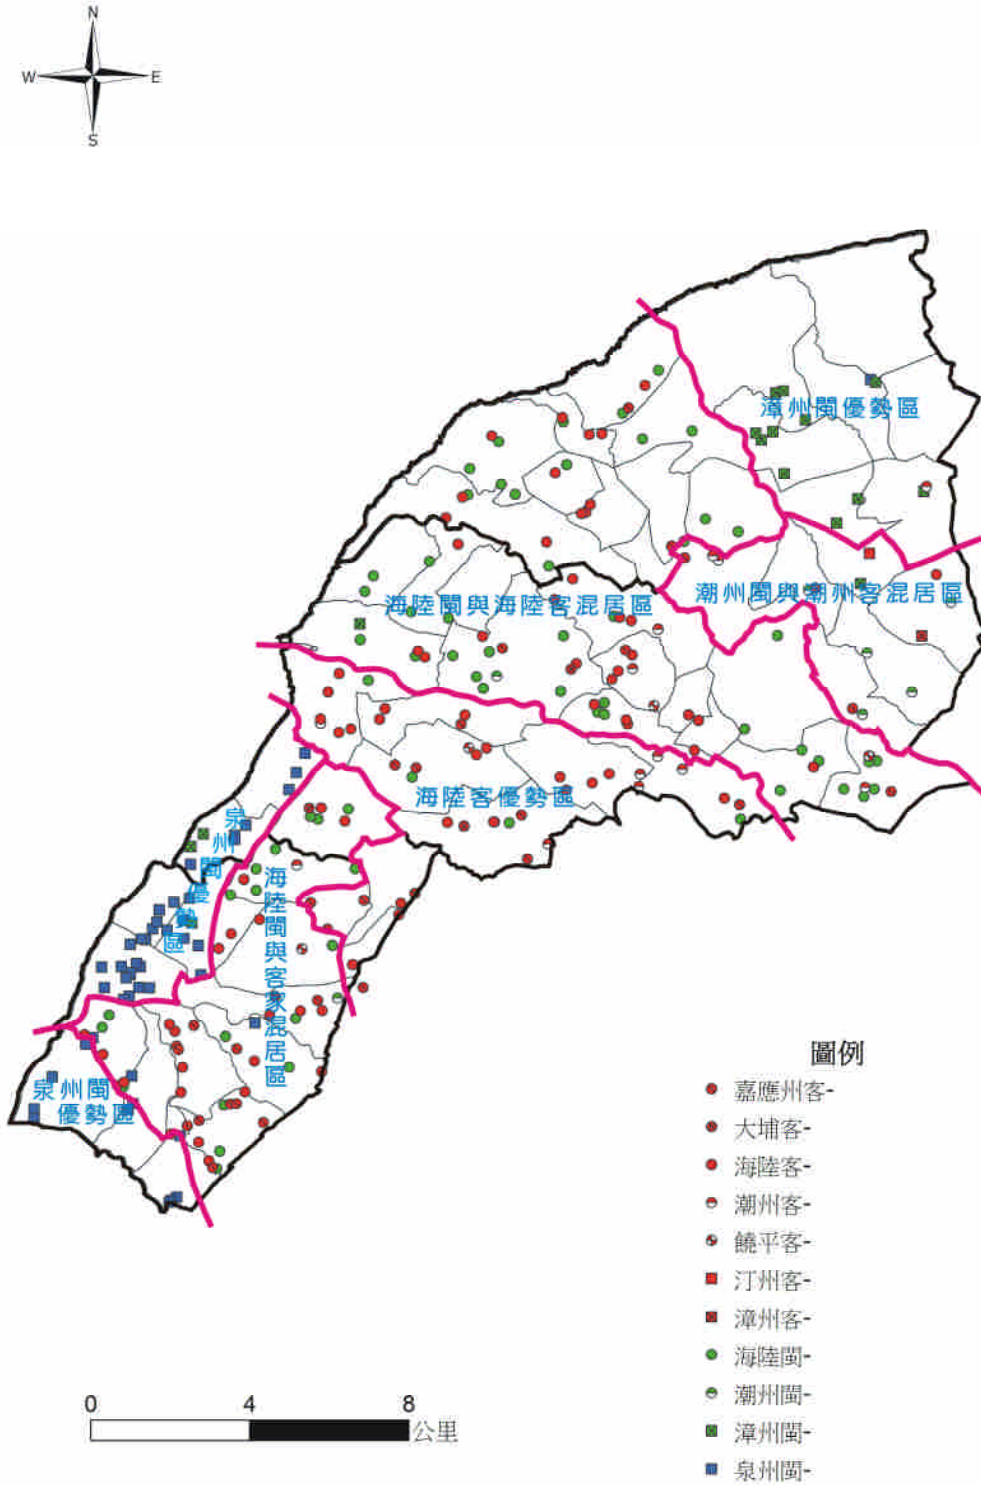 N
W E
S
漳州閩優勢區
潮州閩與潮州客混居區
海陸閩與海陸客混居區
海陸客優勢區
泉州閩優勢區
海陸閩與客家混居區
泉州閩
優勢區
圖例
嘉應州客-
大埔客-
海陸客-
潮州客-
饒平客-
汀州客-
漳州客-
海陸閩-
潮州閩-
漳州閩-
泉州閩-
0 4 8
公里